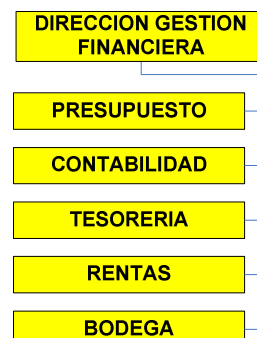 DIRECCION GESTION
FINANCIERA
PRESUPUESTO
CONTABILIDAD
TESORERIA
RENTAS
BODEGA